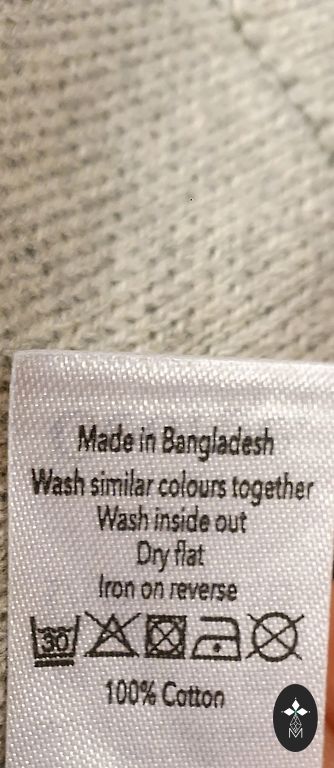 Made in Bangladesh
Wash similar colours together
Wash inside out
Dry flat
Iron on reverse
30
100% Cotton
M